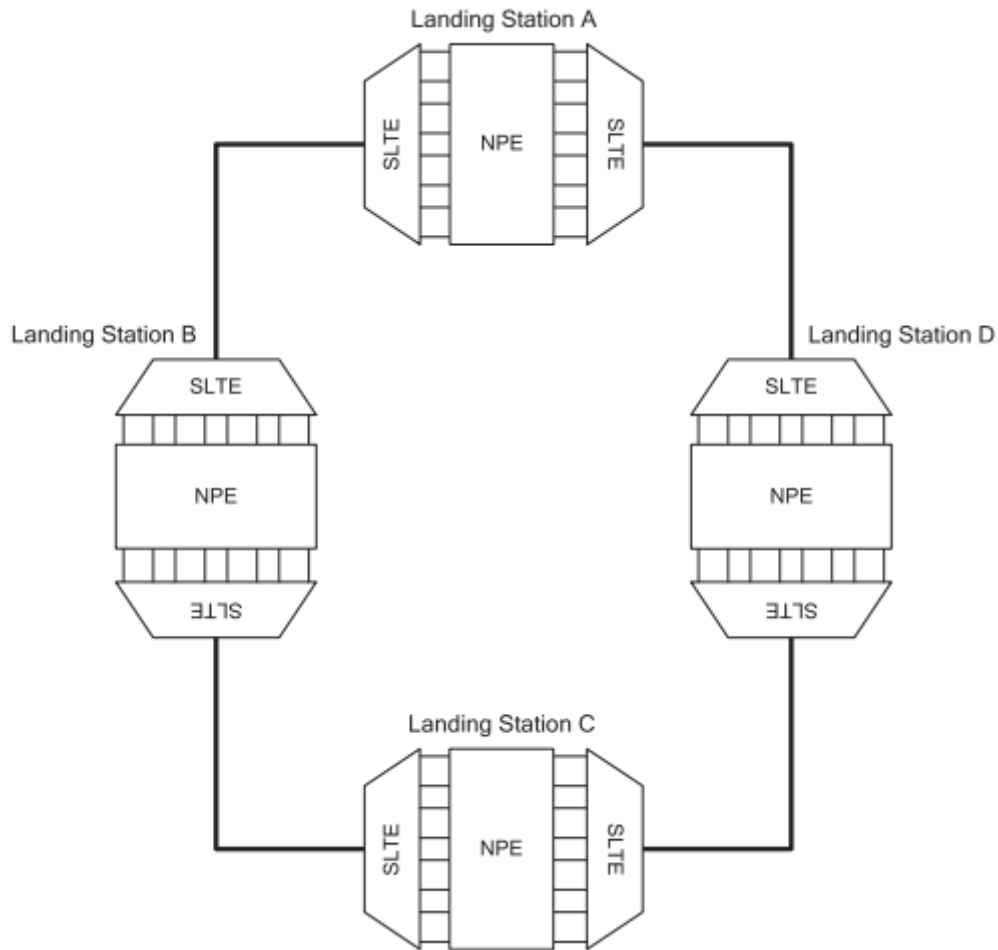 Landing Station A
SLTE
NPE
SLTE
Landing Station B
SLTE
NPE
SLTE
Landing Station D
SLTE
NPE
SLTE
Landing Station C
SLTE
NPE
SLTE